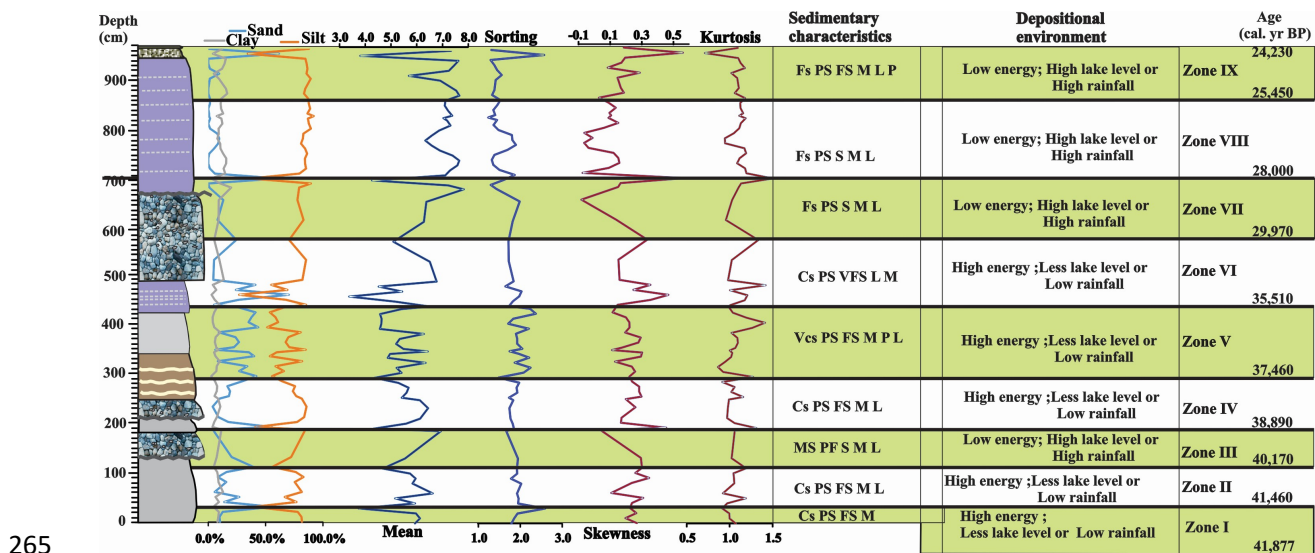 Depth
(cm)
Sand
Clay
Silt
3.0 4.0 5.0 6.0 7.0 8.0
Sorting
-0.1 0.1 0.3 0.5
Kurtosis
Sedimentary
characteristics
Depositional
environment
Age
(cal. yr BP)
24,230
900
Fs PS FS M L P
Low energy; High lake level or
High rainfall
Zone IX
25,450
800
Fs PS S M L
Low energy; High lake level or
High rainfall
Zone VIII
28,000
700
Fs PS S M L
Low energy; High lake level or
High rainfall
Zone VII
600
29,970
500
Cs PS VFS L M
High energy ;Less lake level or
Low rainfall
Zone VI
35,510
400
Vcs PS FS M P L
High energy ;Less lake level or
Low rainfall
Zone V
300
37,460
Cs PS FS M L
High energy ;Less lake level or
Low rainfall
Zone IV
200
38,890
MS PF S M L
Low energy; High lake level or
High rainfall
Zone III
40,170
100
Cs PS FS M L
High energy ;Less lake level or
Low rainfall
Zone II
41,460
Cs PS FS M
High energy ;
Less lake level or Low rainfall
Zone I
41,877
0
0.0% 50.0% 100.0%
Mean
1.0 2.0 3.0
Skewness
0.5 1.0 1.5
265